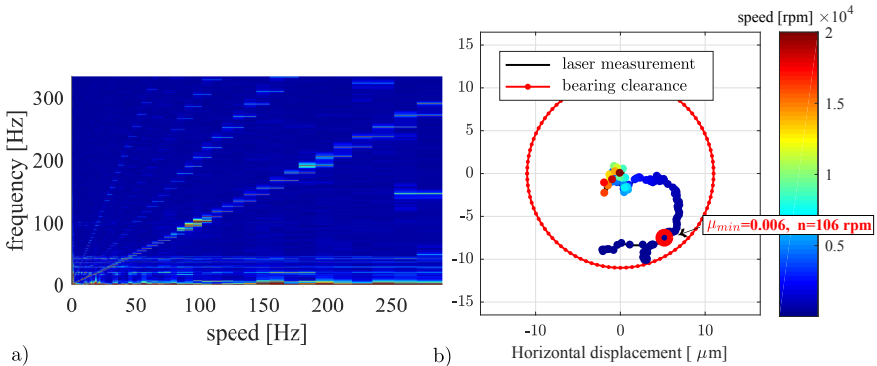 300
200
100
0
frequency [Hz]
0
50
100
150
200
250
speed [Hz]
a)
speed [rpm] ×10⁴
laser measurement
bearing clearance
15
10
5
0
-5
-10
-15
-10
0
10
μmin=0.006, n=106 rpm
Horizontal displacement [ μm]
2
1.5
1
0.5
b)